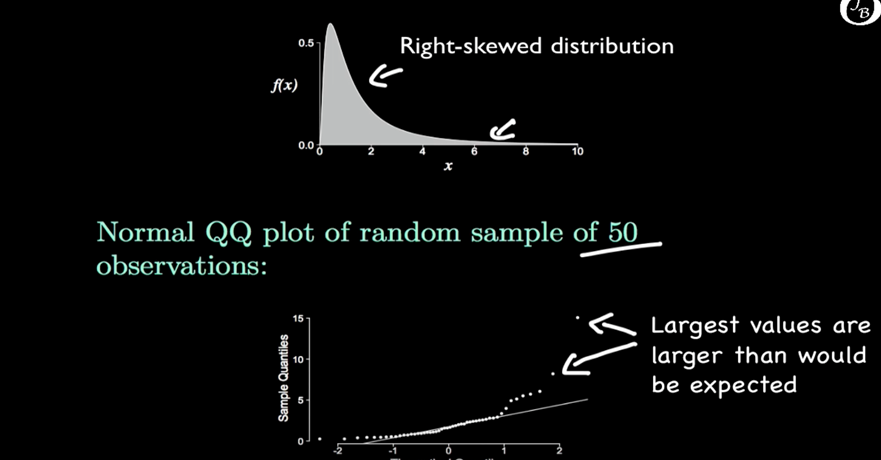 JB
0.5
Right-skewed distribution
f(x)
0.0
0 2 4 6 8 10
x
Normal QQ plot of random sample of 50
observations:
15
10
5
0
Sample Quantiles
Largest values are
larger than would
be expected
-2 -1 0 1 2